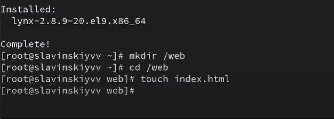 Installed:
  lynx-2.8.9-20.el9.x86_64

Complete!
[root@slavinskiyvv ~]# mkdir /web
[root@slavinskiyvv ~]# cd /web
[root@slavinskiyvv web]# touch index.html
[root@slavinskiyvv web]#